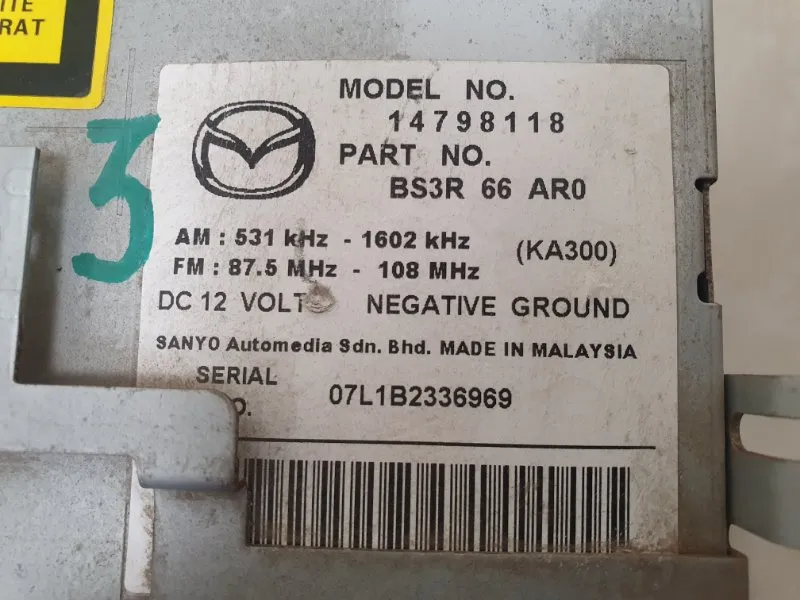 RAT
3
MODEL NO.
14798118
PART NO.
BS3R 66 AR0
AM : 531 kHz - 1602 kHz (KA300)
FM : 87.5 MHz - 108 MHz
DC 12 VOLT NEGATIVE GROUND
SANYO Automedia Sdn. Bhd. MADE IN MALAYSIA
SERIAL
07L1B2336969